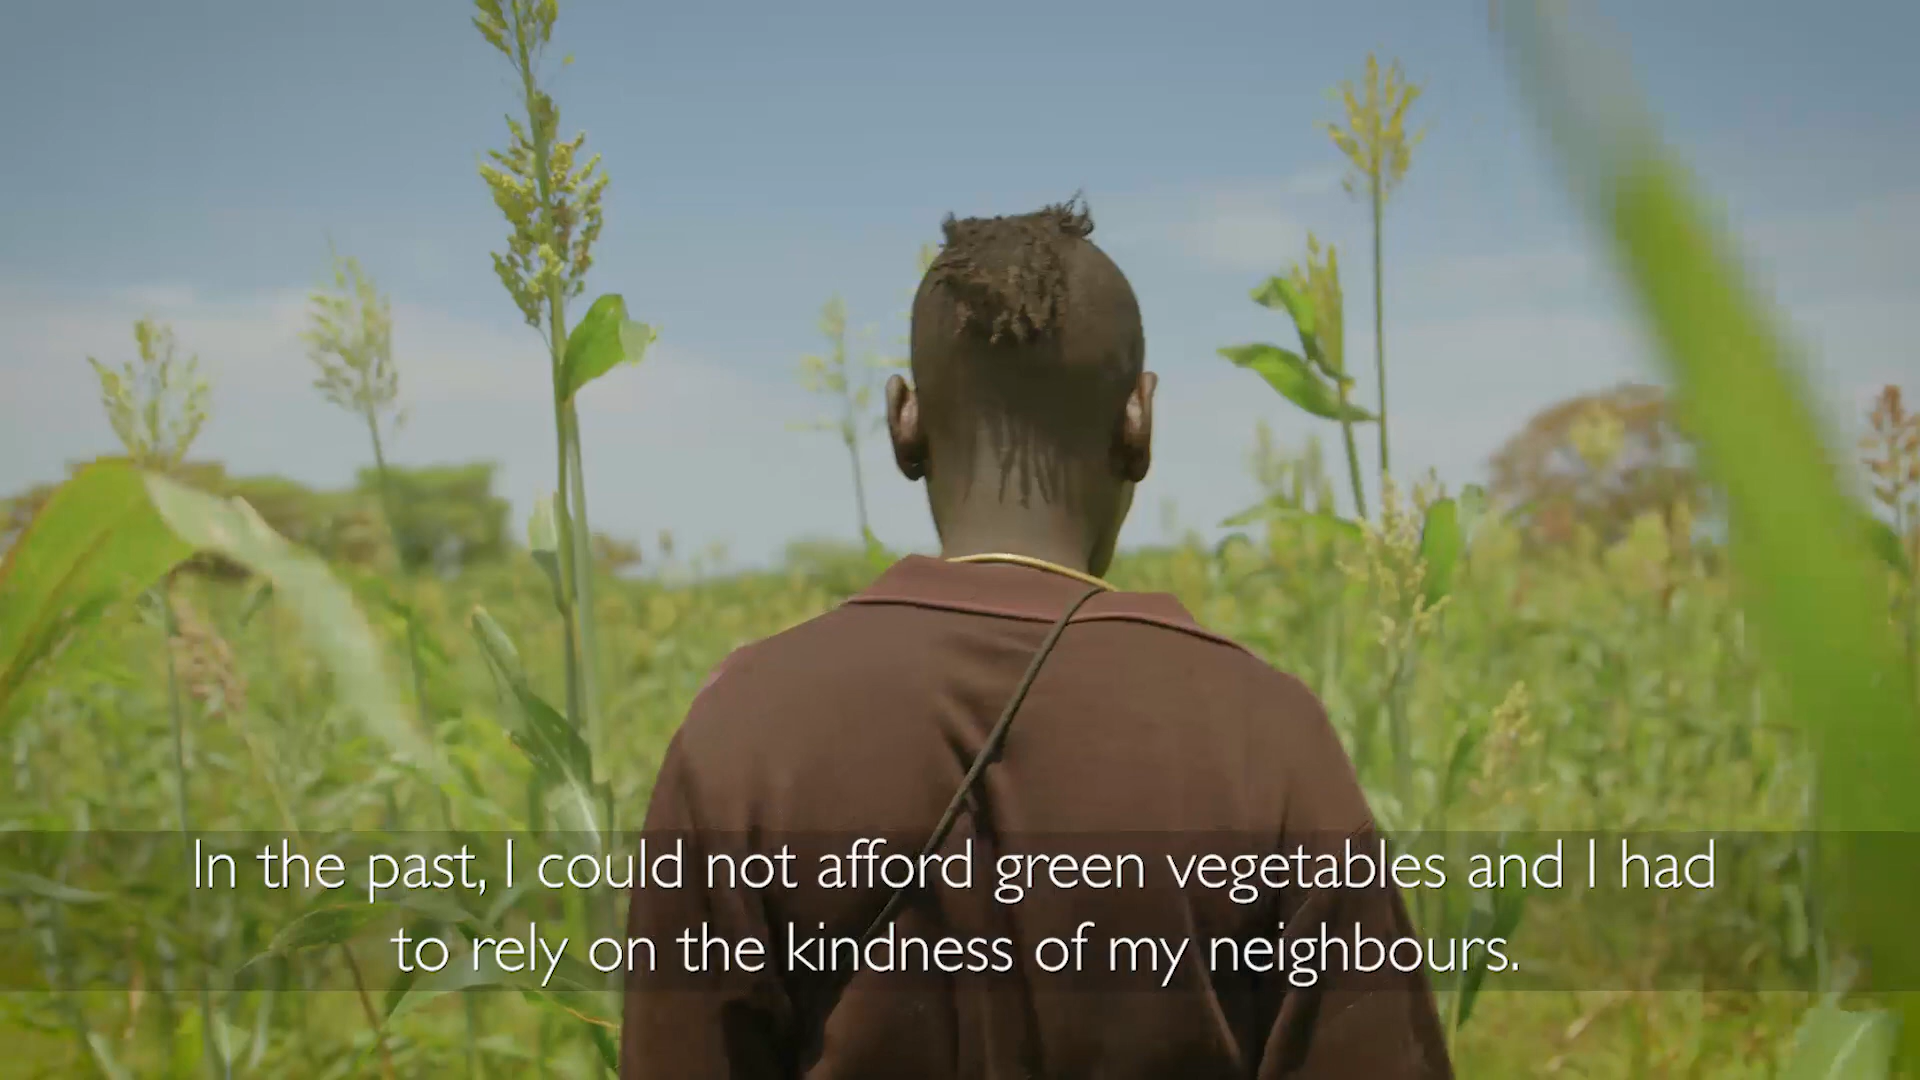 In the past, I could not afford green vegetables and I had
to rely on the kindness of my neighbours.